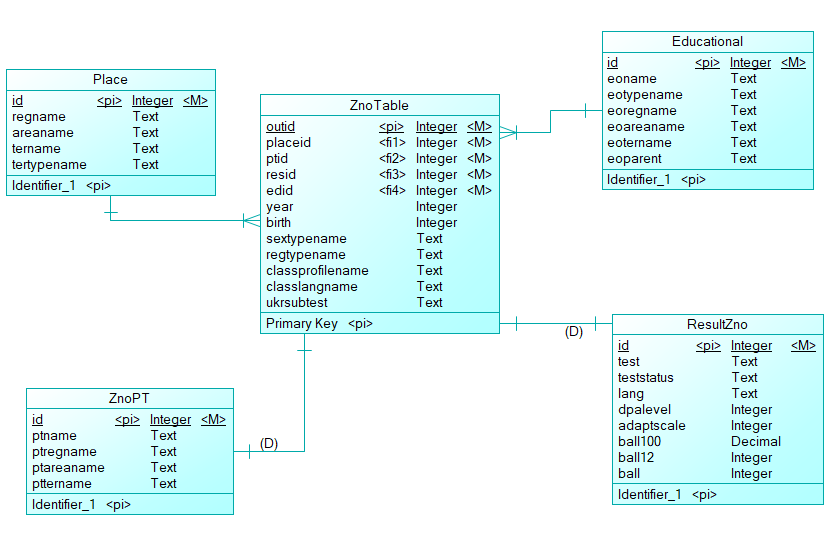 Place
id <pi> Integer <M>
regname Text
areaname Text
tername Text
tertypename Text
Identifier_1 <pi>
ZnoTable
outid <pi> Integer <M>
placeid <fi1> Integer <M>
ptid <fi2> Integer <M>
resid <fi3> Integer <M>
edid <fi4> Integer <M>
year Integer
birth Integer
sextypename Text
regtypename Text
classprofilename Text
classlangname Text
ukrsubtest Text
Primary Key <pi>
Educational
id <pi> Integer <M>
eoname Text
eotypename Text
eoregname Text
eoareaname Text
eotername Text
eoparent Text
Identifier_1 <pi>
ZnoPT
id <pi> Integer <M>
ptname Text
ptregname Text
ptareaname Text
pttername Text
Identifier_1 <pi>
(D)
(D)
ResultZno
id <pi> Integer <M>
test Text
teststatus Text
lang Text
dpalevel Integer
adaptscale Integer
ball100 Decimal
ball12 Integer
ball Integer
Identifier_1 <pi>